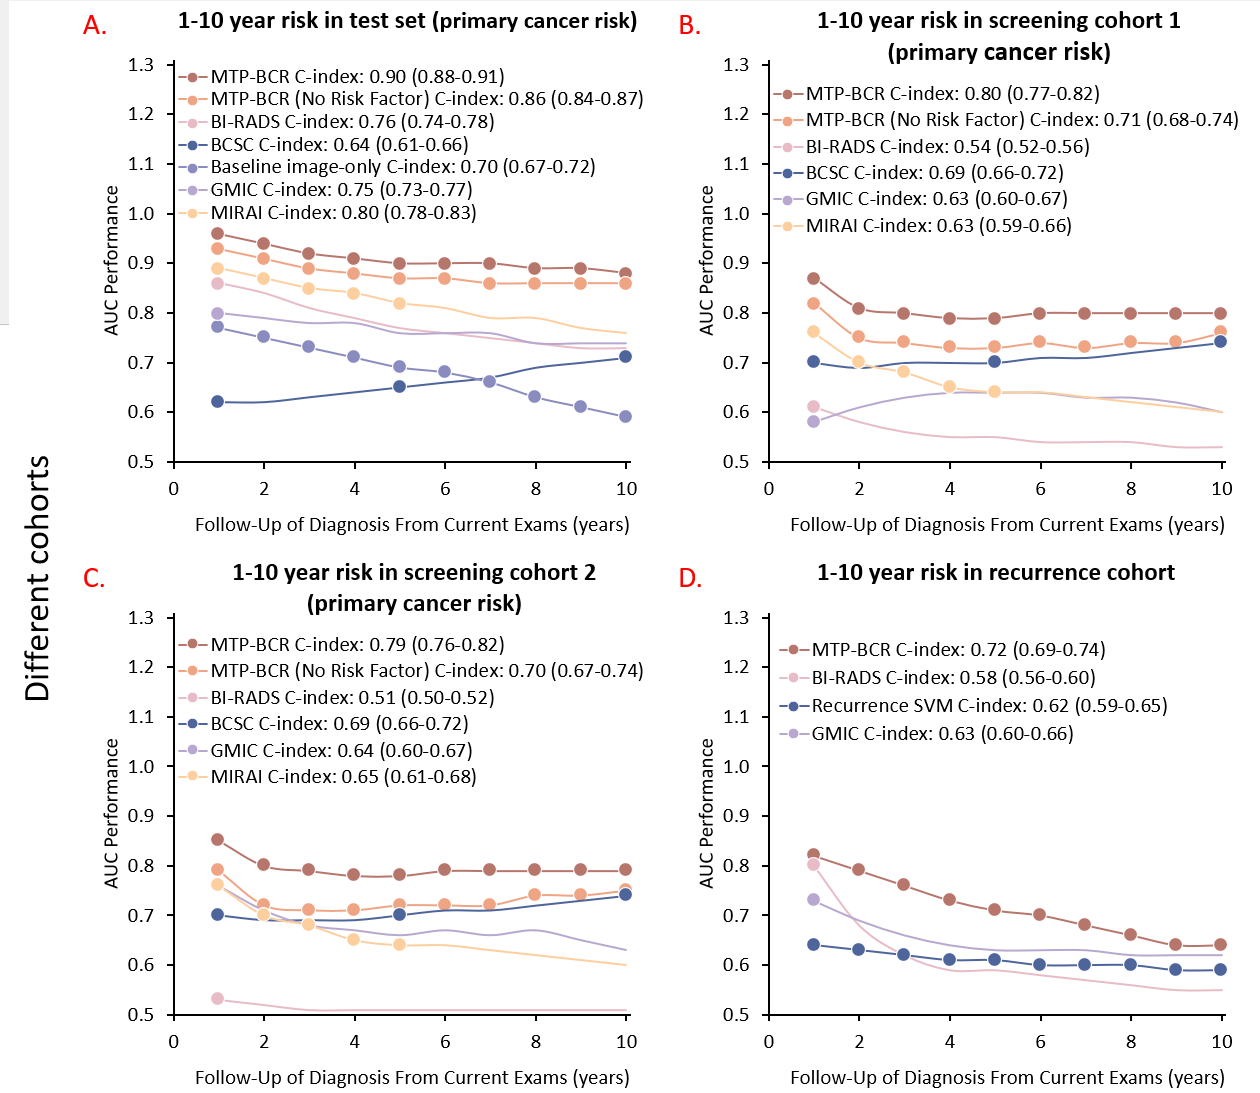 Different cohorts
A.
1-10 year risk in test set (primary cancer risk)
1.3
1.2
1.1
1.0
0.9
0.8
0.7
0.6
0.5
AUC Performance
MTP-BCR C-index: 0.90 (0.88-0.91)
MTP-BCR (No Risk Factor) C-index: 0.86 (0.84-0.87)
BI-RADS C-index: 0.76 (0.74-0.78)
BCSC C-index: 0.64 (0.61-0.66)
Baseline image-only C-index: 0.70 (0.67-0.72)
GMIC C-index: 0.75 (0.73-0.77)
MIRAI C-index: 0.80 (0.78-0.83)
0 2 4 6 8 10
Follow-Up of Diagnosis From Current Exams (years)
B.
1-10 year risk in screening cohort 1
(primary cancer risk)
1.3
1.2
1.1
1.0
0.9
0.8
0.7
0.6
0.5
AUC Performance
MTP-BCR C-index: 0.80 (0.77-0.82)
MTP-BCR (No Risk Factor) C-index: 0.71 (0.68-0.74)
BI-RADS C-index: 0.54 (0.52-0.56)
BCSC C-index: 0.69 (0.66-0.72)
GMIC C-index: 0.63 (0.60-0.67)
MIRAI C-index: 0.63 (0.59-0.66)
0 2 4 6 8 10
Follow-Up of Diagnosis From Current Exams (years)
C.
1-10 year risk in screening cohort 2
(primary cancer risk)
1.3
1.2
1.1
1.0
0.9
0.8
0.7
0.6
0.5
AUC Performance
MTP-BCR C-index: 0.79 (0.76-0.82)
MTP-BCR (No Risk Factor) C-index: 0.70 (0.67-0.74)
BI-RADS C-index: 0.51 (0.50-0.52)
BCSC C-index: 0.69 (0.66-0.72)
GMIC C-index: 0.64 (0.60-0.67)
MIRAI C-index: 0.65 (0.61-0.68)
0 2 4 6 8 10
Follow-Up of Diagnosis From Current Exams (years)
D.
1-10 year risk in recurrence cohort
1.3
1.2
1.1
1.0
0.9
0.8
0.7
0.6
0.5
AUC Performance
MTP-BCR C-index: 0.72 (0.69-0.74)
BI-RADS C-index: 0.58 (0.56-0.60)
Recurrence SVM C-index: 0.62 (0.59-0.65)
GMIC C-index: 0.63 (0.60-0.66)
0 2 4 6 8 10
Follow-Up of Diagnosis From Current Exams (years)